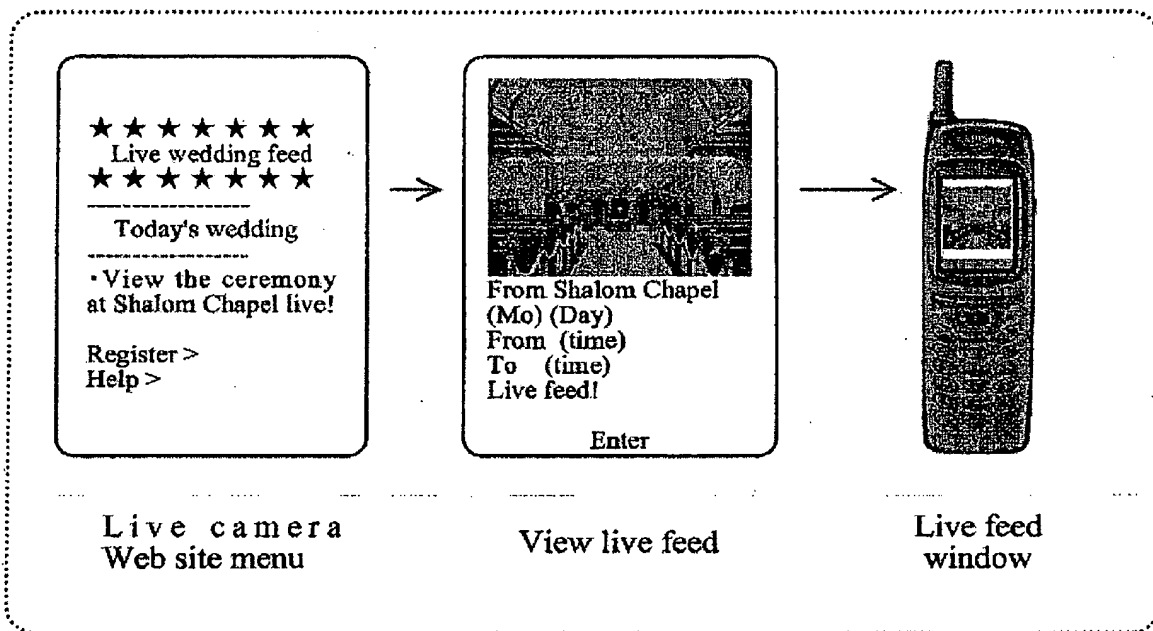 ★ ★ ★ ★ ★ ★ ★
Live wedding feed
★ ★ ★ ★ ★ ★ ★
Today's wedding
・View the ceremony
at Shalom Chapel live!
Register >
Help >
Live camera
Web site menu
From Shalom Chapel
(Mo) (Day)
From (time)
To (time)
Live feed!
Enter
View live feed
Live feed
window